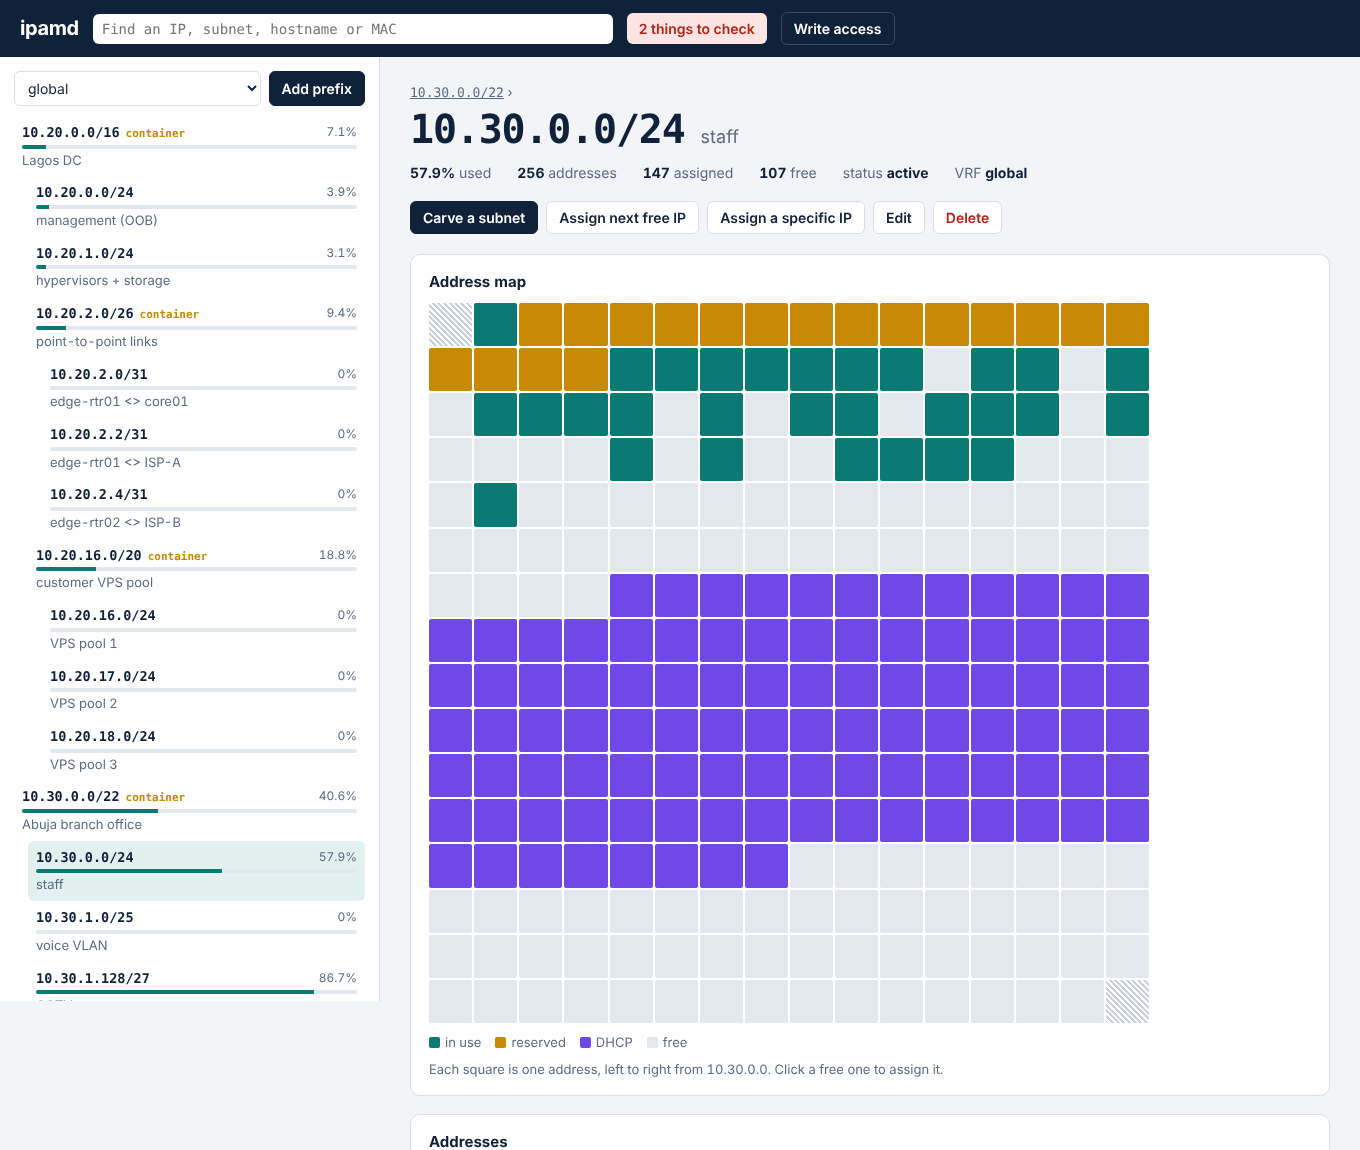 ipamd
Find an IP, subnet, hostname or MAC
2 things to check
Write access
global
Add prefix
10.20.0.0/16 container 7.1%
Lagos DC
10.20.0.0/24 3.9%
management (OOB)
10.20.1.0/24 3.1%
hypervisors + storage
10.20.2.0/26 container 9.4%
point-to-point links
10.20.2.0/31 0%
edge-rtr01 <> core01
10.20.2.2/31 0%
edge-rtr01 <> ISP-A
10.20.2.4/31 0%
edge-rtr02 <> ISP-B
10.20.16.0/20 container 18.8%
customer VPS pool
10.20.16.0/24 0%
VPS pool 1
10.20.17.0/24 0%
VPS pool 2
10.20.18.0/24 0%
VPS pool 3
10.30.0.0/22 container 40.6%
Abuja branch office
10.30.0.0/24 57.9%
staff
10.30.1.0/25 0%
voice VLAN
10.30.1.128/27 86.7%
10.30.0.0/22 ›
10.30.0.0/24 staff
57.9% used 256 addresses 147 assigned 107 free status active VRF global
Carve a subnet
Assign next free IP
Assign a specific IP
Edit
Delete
Address map
in use reserved DHCP free
Each square is one address, left to right from 10.30.0.0. Click a free one to assign it.
Addresses